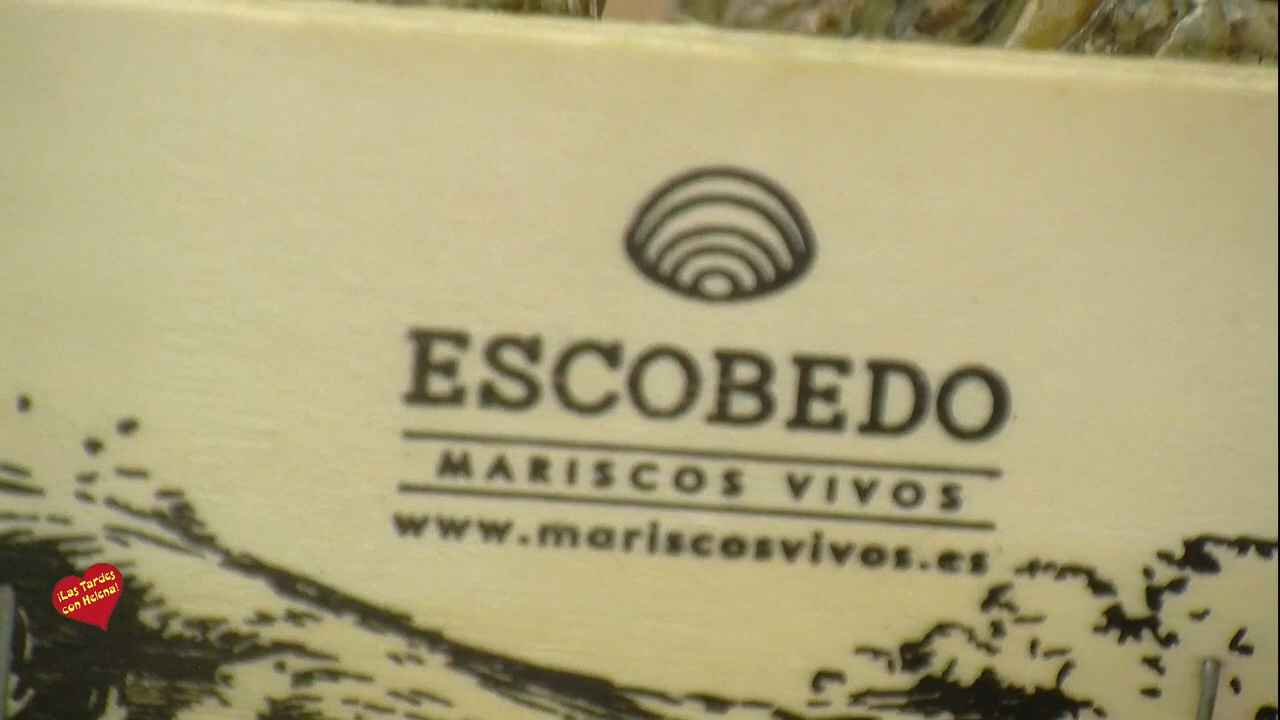 ESCOBEDO
MARISCOS VIVOS
www.mariscosvivos.es
¡Las Tardes
con Helena!